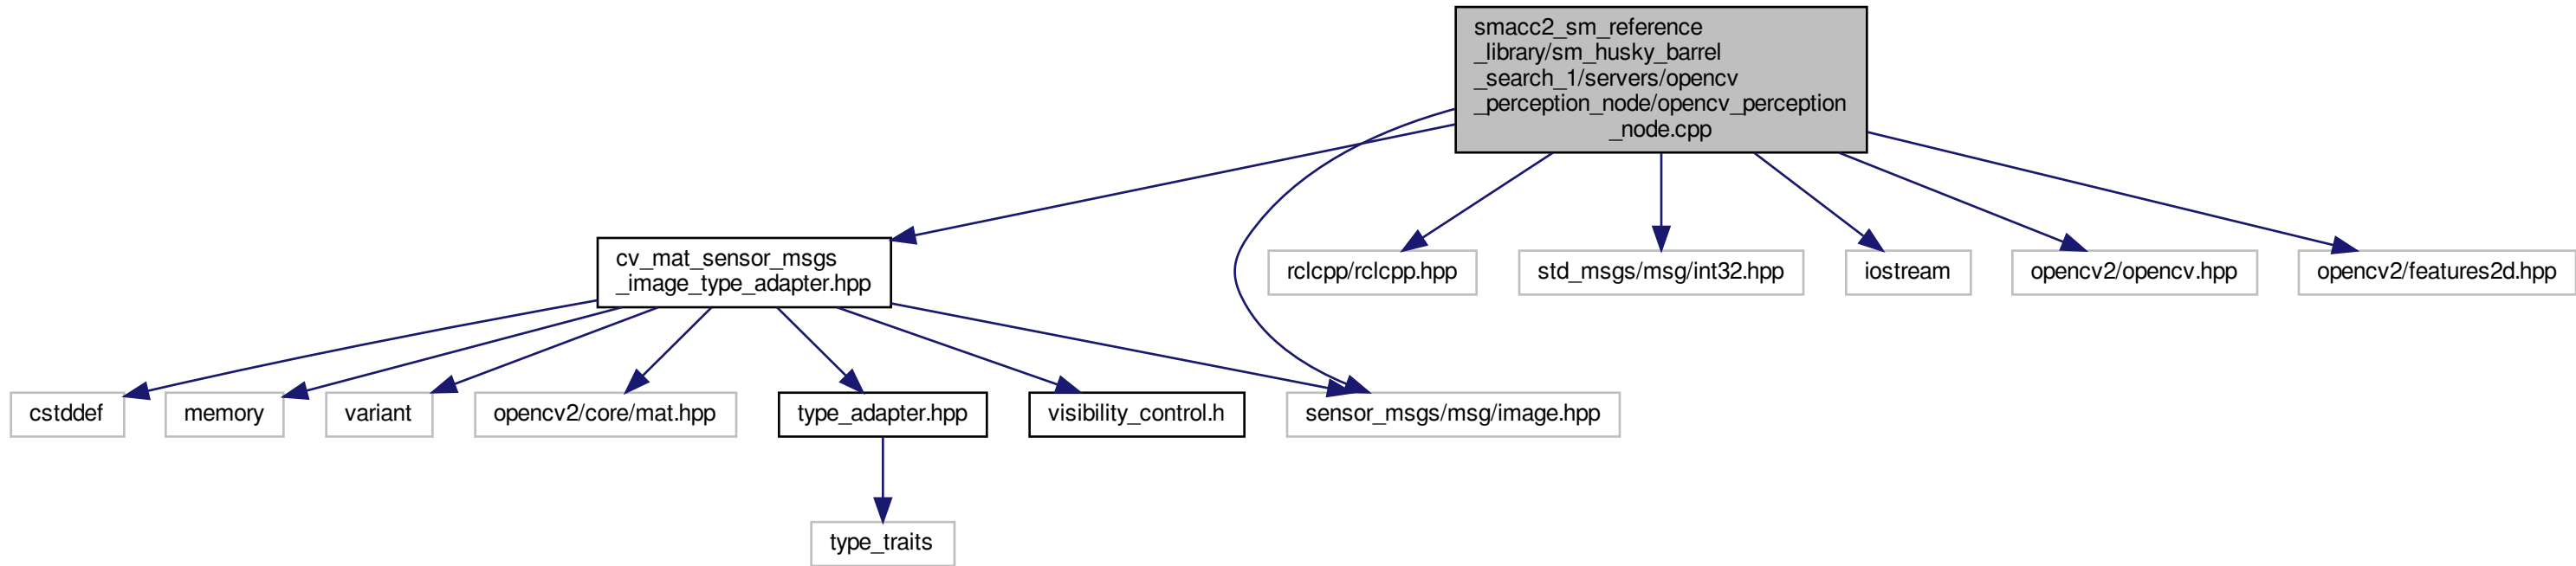 smacc2_sm_reference
_library/sm_husky_barrel
_search_1/servers/opencv
_perception_node/opencv_perception
_node.cpp
cv_mat_sensor_msgs
_image_type_adapter.hpp
rclcpp/rclcpp.hpp
std_msgs/msg/int32.hpp
iostream
opencv2/opencv.hpp
opencv2/features2d.hpp
cstddef
memory
variant
opencv2/core/mat.hpp
type_adapter.hpp
visibility_control.h
sensor_msgs/msg/image.hpp
type_traits